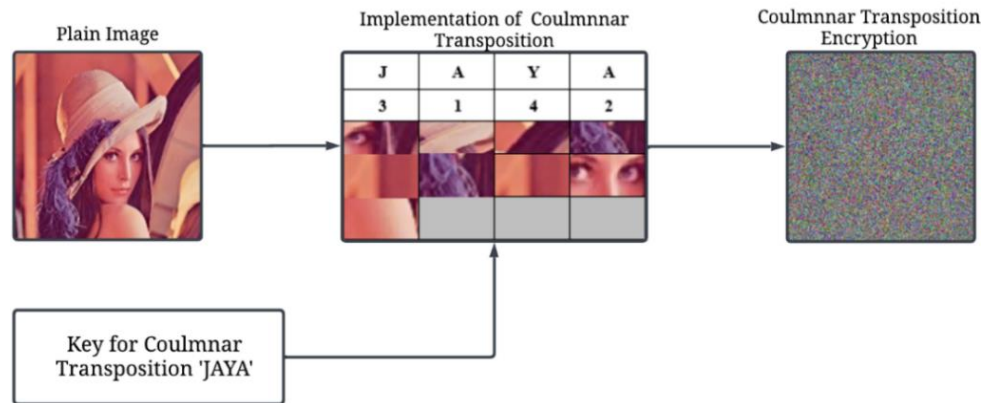 Plain Image
Implementation of Coulmnnar
Transposition
Coulmnnar Transposition
Encryption
J A Y A
3 1 4 2
Key for Coulmnar
Transposition 'JAYA'